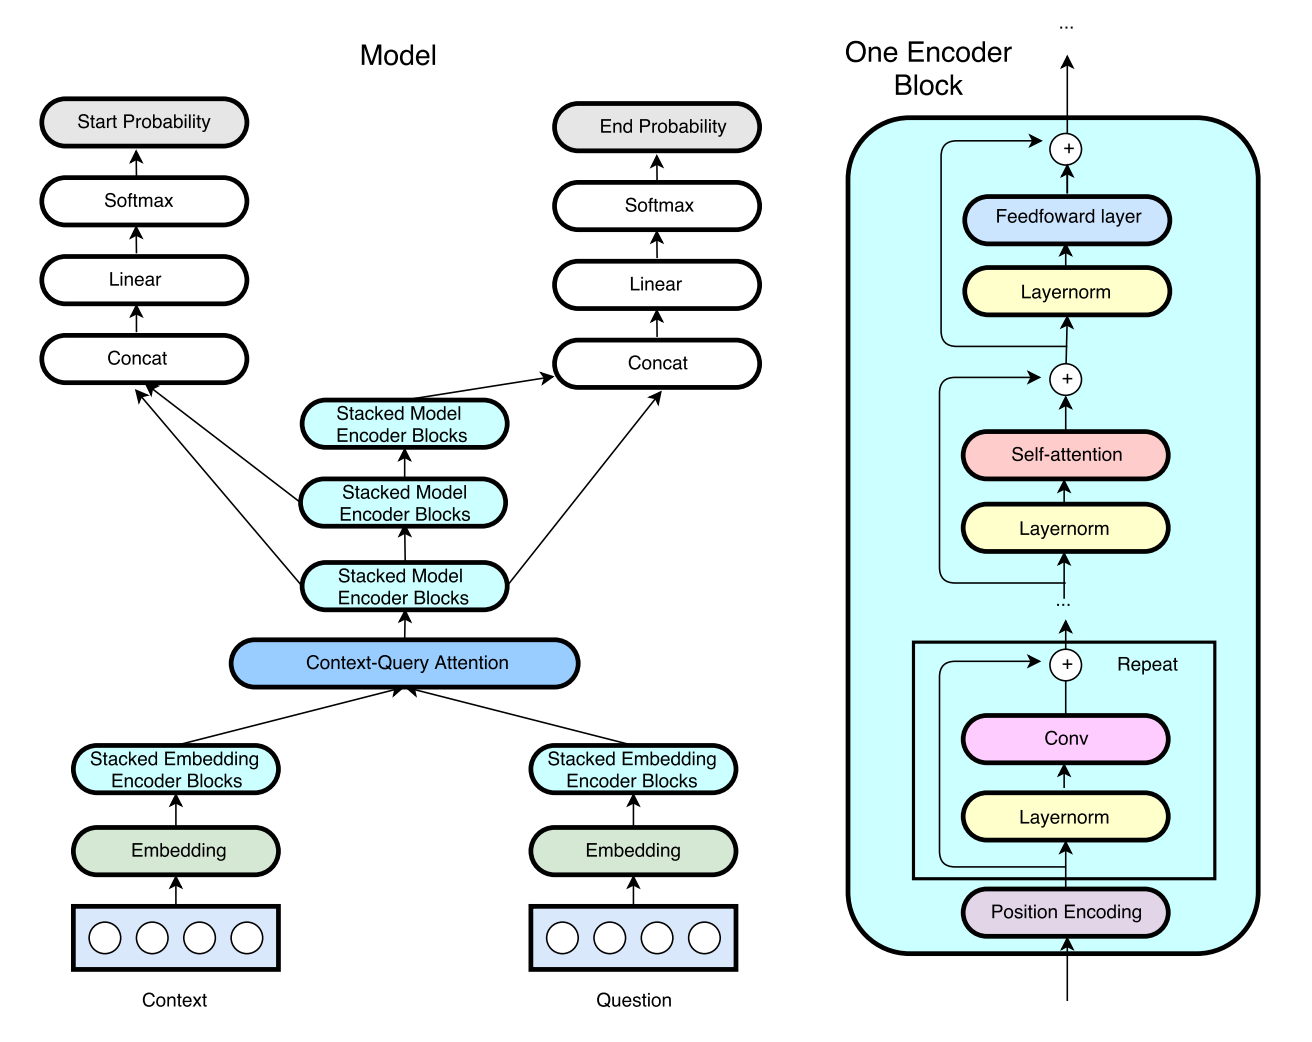 Model
Start Probability
Softmax
Linear
Concat
End Probability
Softmax
Linear
Concat
Stacked Model
Encoder Blocks
Stacked Model
Encoder Blocks
Stacked Model
Encoder Blocks
Context-Query Attention
Stacked Embedding
Encoder Blocks
Stacked Embedding
Encoder Blocks
Embedding
Embedding
Context
Question
One Encoder
Block
...
+
Feedfoward layer
Layernorm
+
Self-attention
Layernorm
...
+
Repeat
Conv
Layernorm
Position Encoding